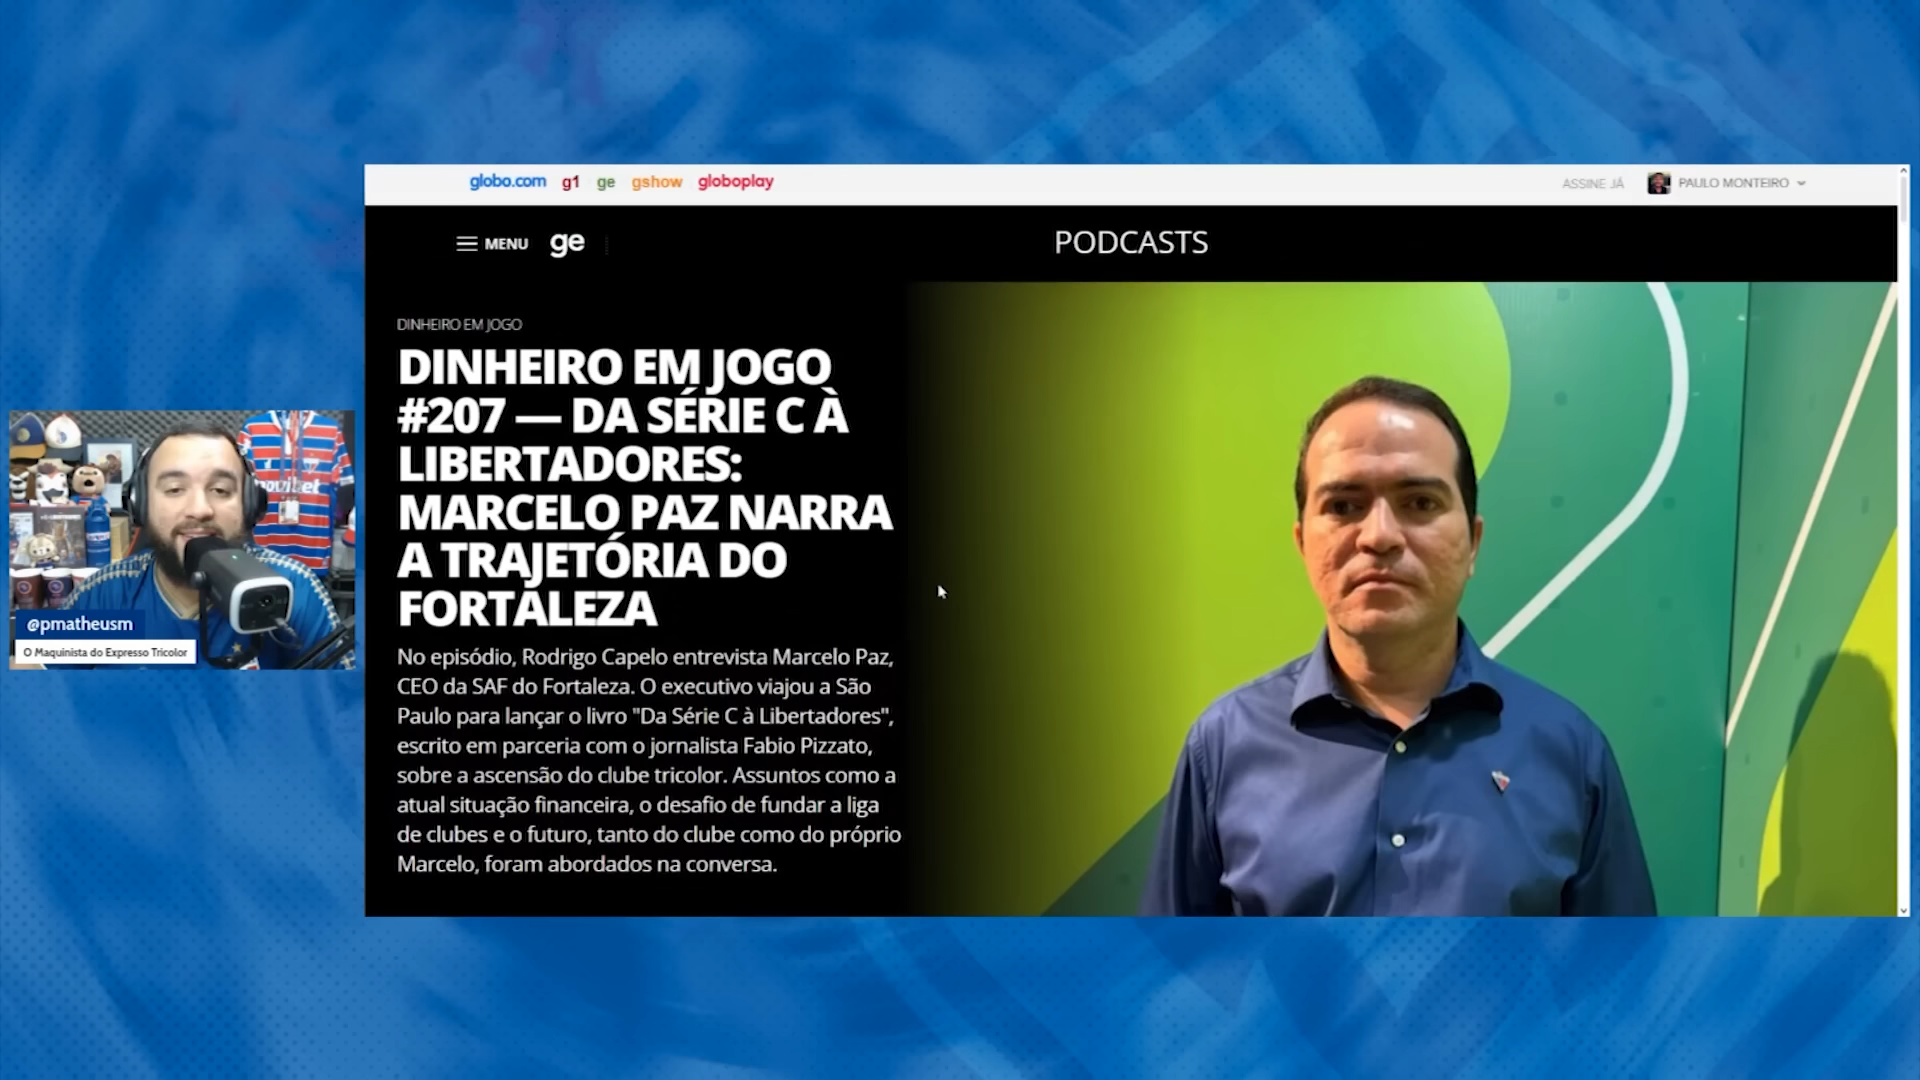 globo.com g1 ge gshow globoplay
ASSINE JÁ PAULO MONTEIRO
MENU ge
PODCASTS
DINHEIRO EM JOGO
DINHEIRO EM JOGO
#207 — DA SÉRIE C À
LIBERTADORES:
MARCELO PAZ NARRA
A TRAJETÓRIA DO
FORTALEZA
No episódio, Rodrigo Capelo entrevista Marcelo Paz,
CEO da SAF do Fortaleza. O executivo viajou a São
Paulo para lançar o livro "Da Série C à Libertadores",
escrito em parceria com o jornalista Fabio Pizzato,
sobre a ascensão do clube tricolor. Assuntos como a
atual situação financeira, o desafio de fundar a liga
de clubes e o futuro, tanto do clube como do próprio
Marcelo, foram abordados na conversa.
@pmatheusm
O Maquinista do Expresso Tricolor